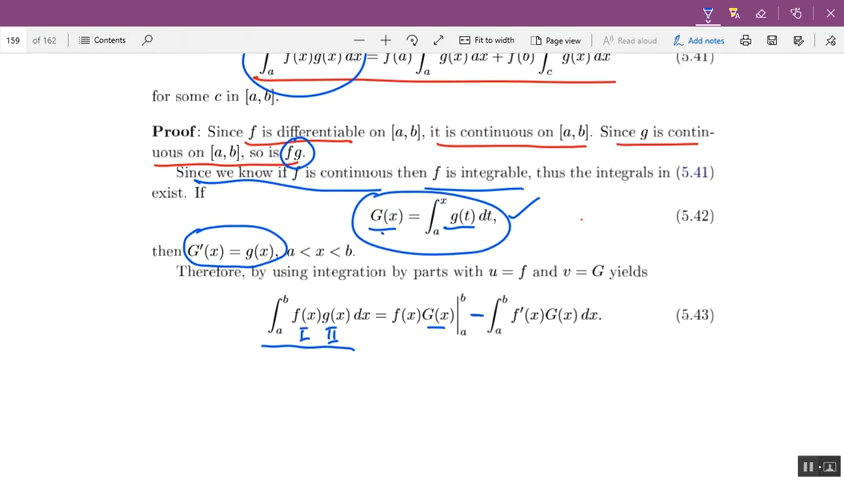 159 of 162 Contents Fit to width Page view Read aloud Add notes
∫_a^b f(x)g(x) dx = f(a) ∫_a g(x) dx + f(b) ∫_c g(x) dx (5.41)
for some c in [a, b].
Proof: Since f is differentiable on [a, b], it is continuous on [a, b]. Since g is contin-
uous on [a, b], so is fg.
Since we know if f is continuous then f is integrable, thus the integrals in (5.41)
exist. If
G(x) = ∫_a^x g(t) dt, (5.42)
then G′(x) = g(x), a < x < b.
Therefore, by using integration by parts with u = f and v = G yields
∫_a^b f(x)g(x) dx = f(x)G(x)|_a^b − ∫_a^b f′(x)G(x) dx. (5.43)
I II